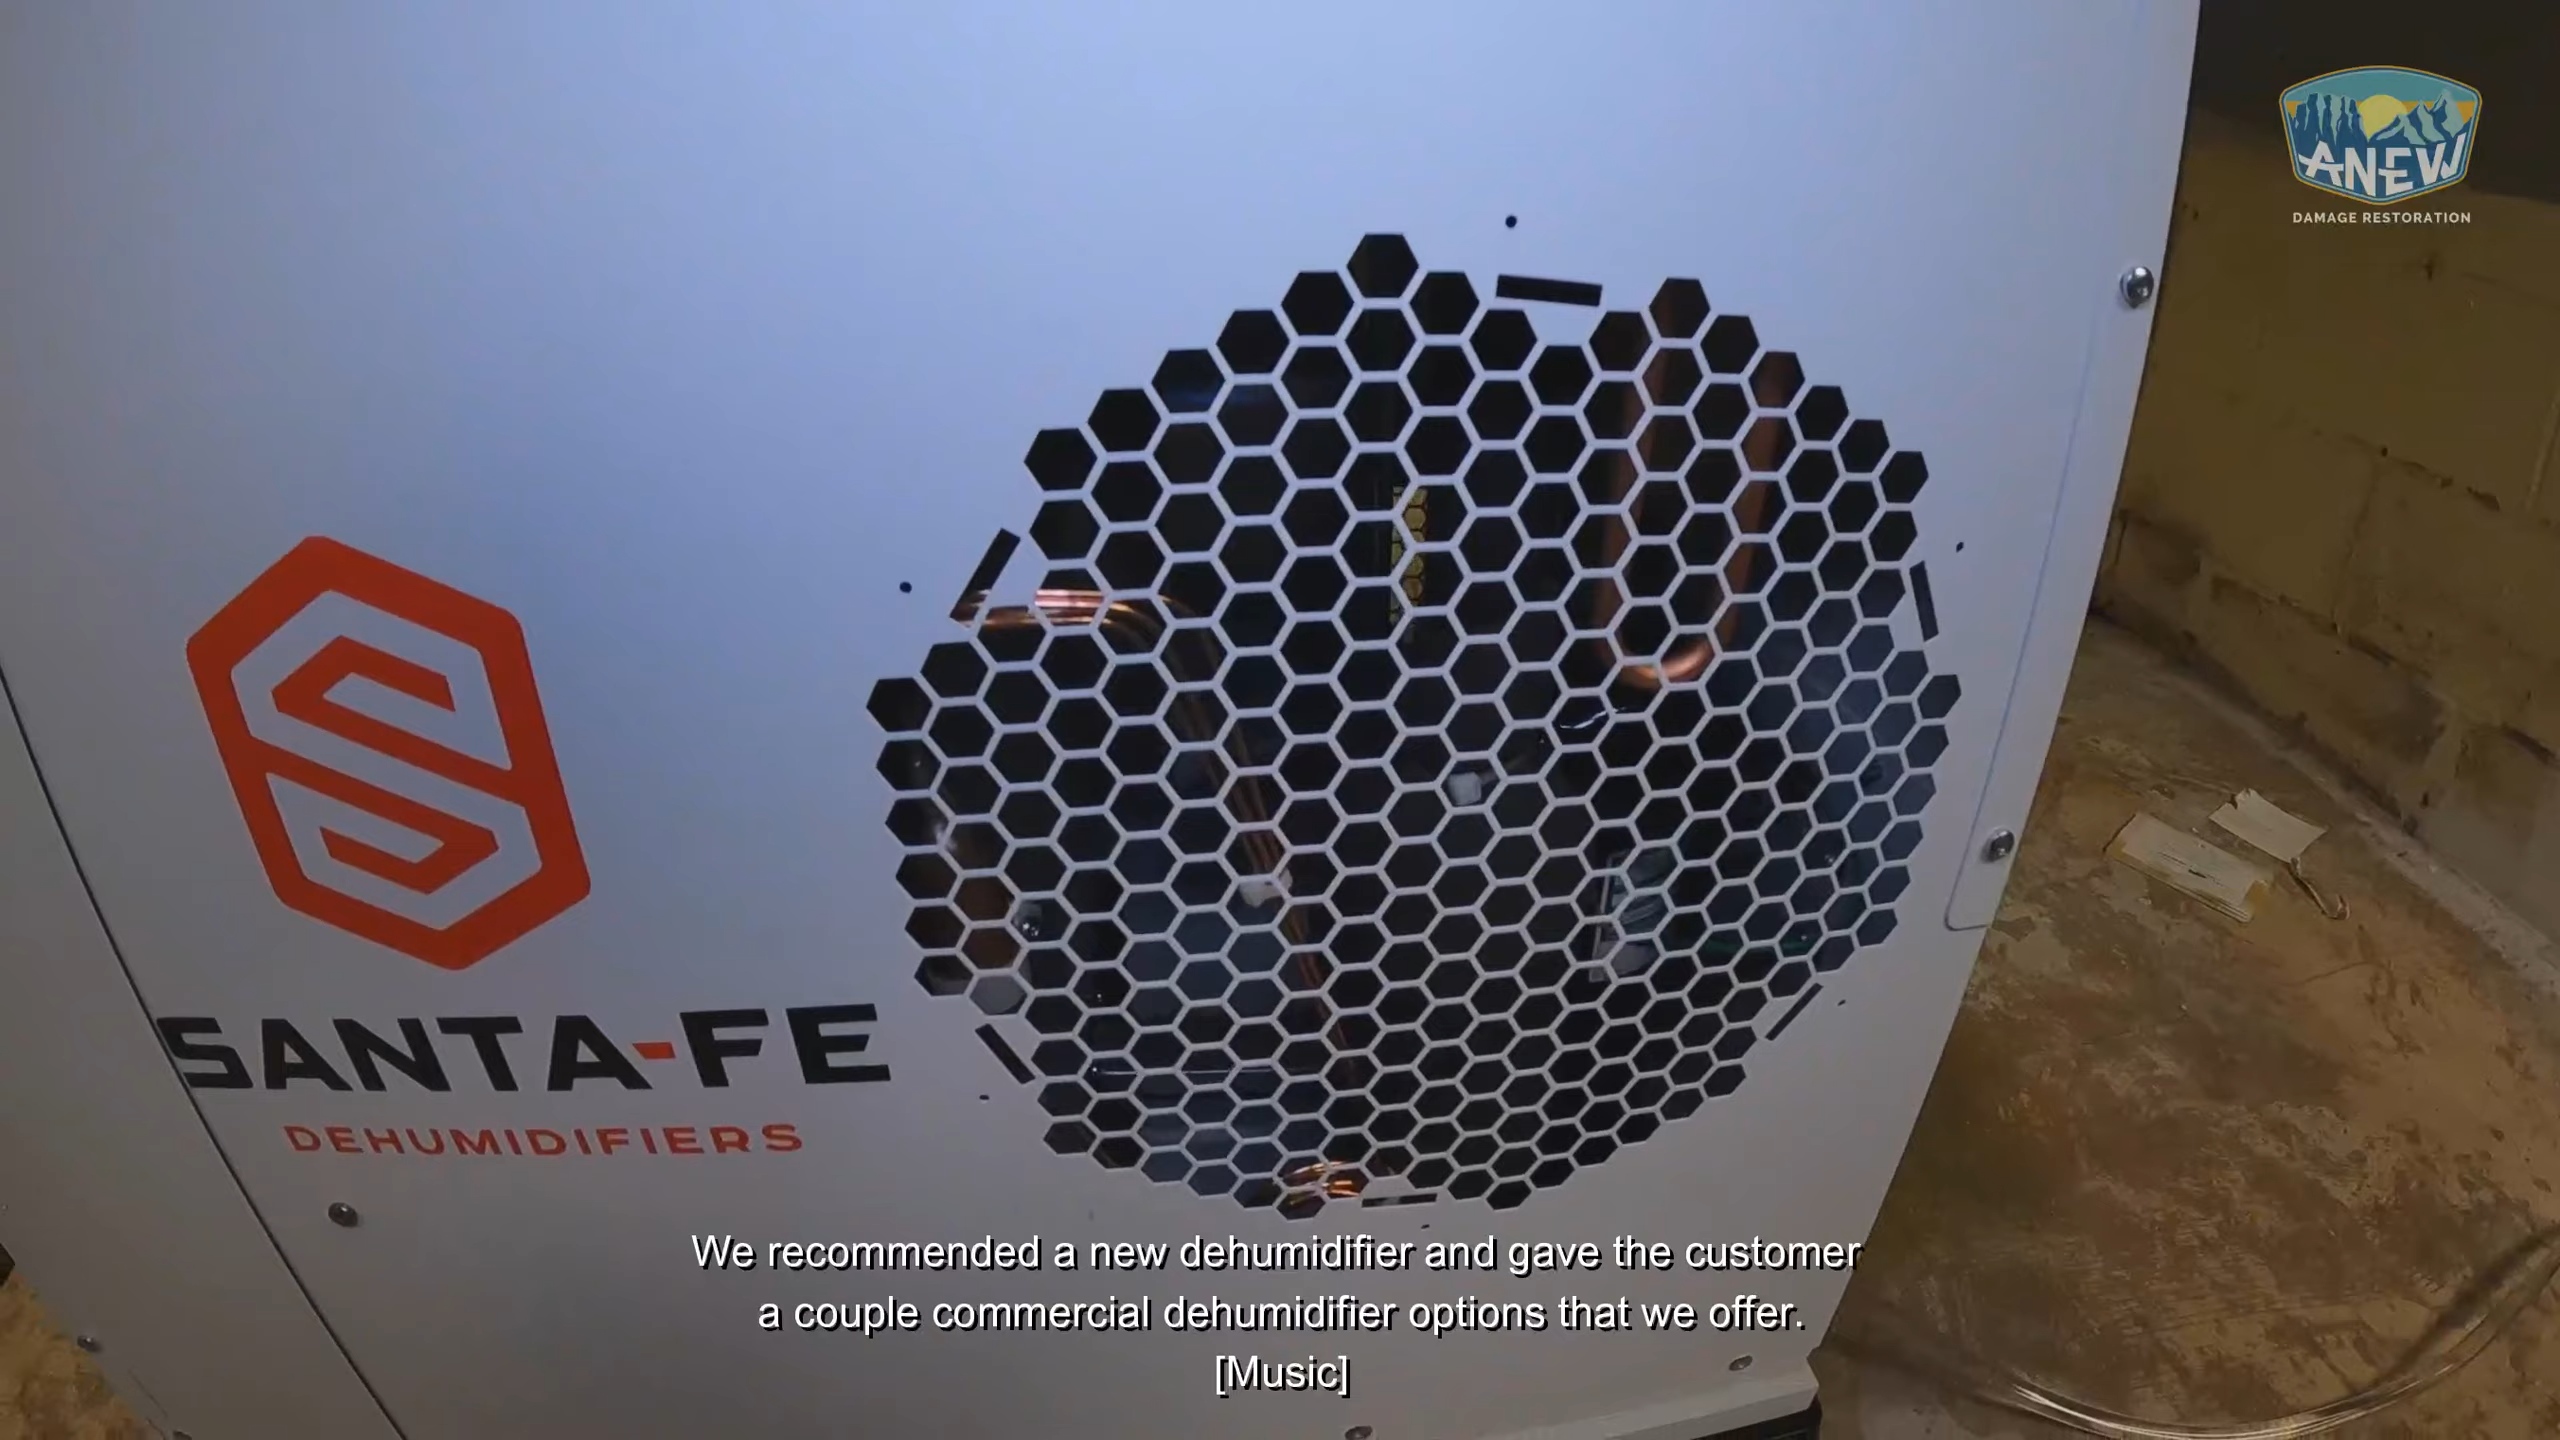 ANEW
DAMAGE RESTORATION
SANTA-FE
DEHUMIDIFIERS
We recommended a new dehumidifier and gave the customer
a couple commercial dehumidifier options that we offer.
[Music]